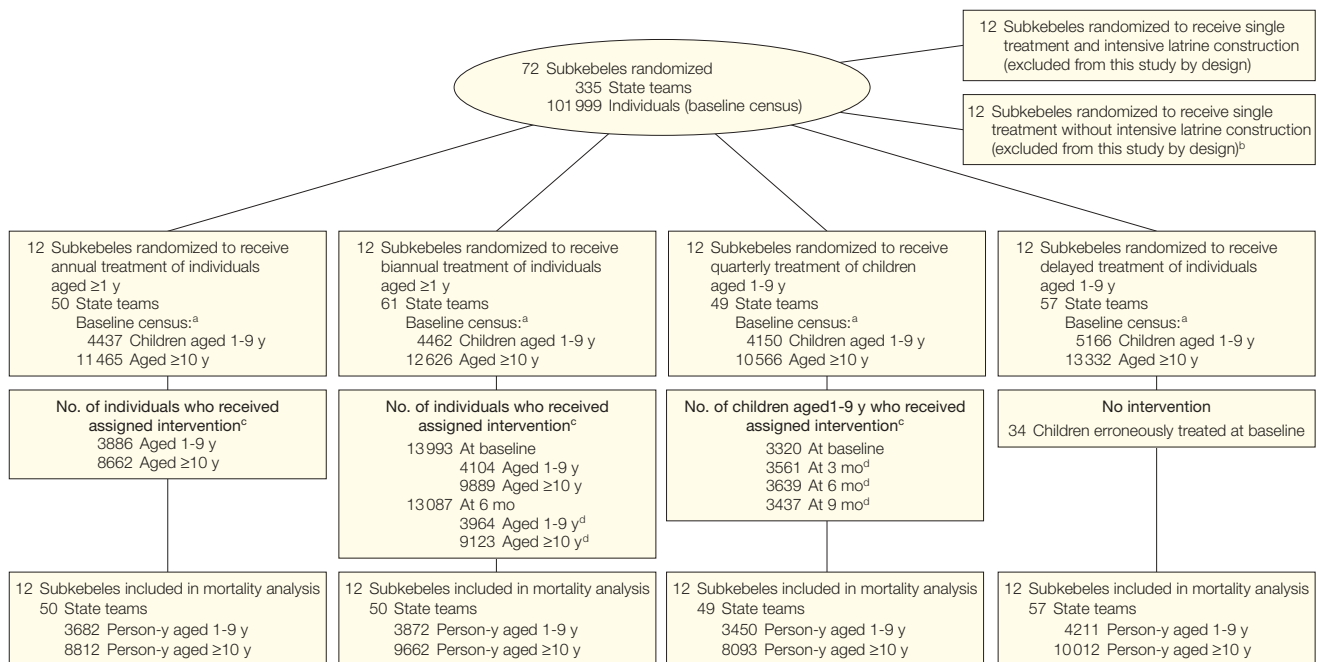 12 Subkebeles randomized to receive single
treatment and intensive latrine construction
(excluded from this study by design)
72 Subkebeles randomized
335 State teams
101 999 Individuals (baseline census)
12 Subkebeles randomized to receive single
treatment without intensive latrine construction
(excluded from this study by design)b
12 Subkebeles randomized to receive
annual treatment of individuals
aged ≥1 y
50 State teams
Baseline census:a
4437 Children aged 1-9 y
11 465 Aged ≥10 y
12 Subkebeles randomized to receive
biannual treatment of individuals
aged ≥1 y
61 State teams
Baseline census:a
4462 Children aged 1-9 y
12 626 Aged ≥10 y
12 Subkebeles randomized to receive
quarterly treatment of children
aged 1-9 y
49 State teams
Baseline census:a
4150 Children aged 1-9 y
10 566 Aged ≥10 y
12 Subkebeles randomized to receive
delayed treatment of individuals
aged 1-9 y
57 State teams
Baseline census:a
5166 Children aged 1-9 y
13 332 Aged ≥10 y
No. of individuals who received
assigned interventionc
3886 Aged 1-9 y
8662 Aged ≥10 y
No. of individuals who received
assigned interventionc
13 993 At baseline
4104 Aged 1-9 y
9889 Aged ≥10 y
13 087 At 6 mo
3964 Aged 1-9 yd
9123 Aged ≥10 yd
No. of children aged1-9 y who received
assigned interventionc
3320 At baseline
3561 At 3 mod
3639 At 6 mod
3437 At 9 mod
No intervention
34 Children erroneously treated at baseline
12 Subkebeles included in mortality analysis
50 State teams
3682 Person-y aged 1-9 y
8812 Person-y aged ≥10 y
12 Subkebeles included in mortality analysis
50 State teams
3872 Person-y aged 1-9 y
9662 Person-y aged ≥10 y
12 Subkebeles included in mortality analysis
49 State teams
3450 Person-y aged 1-9 y
8093 Person-y aged ≥10 y
12 Subkebeles included in mortality analysis
57 State teams
4211 Person-y aged 1-9 y
10 012 Person-y aged ≥10 y